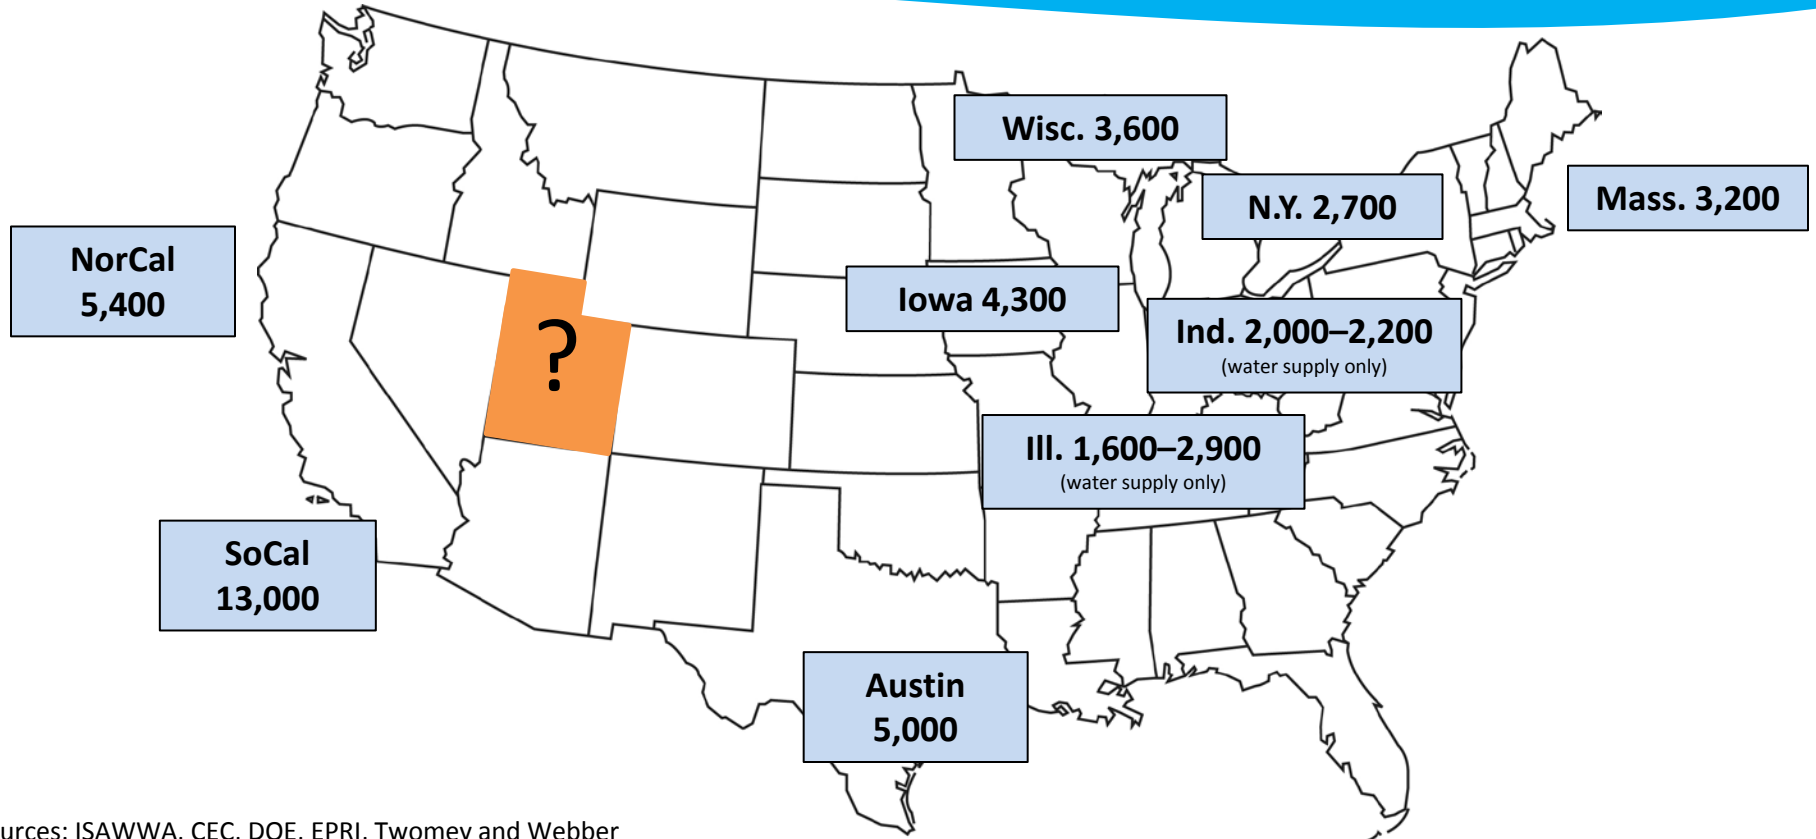 Wisc. 3,600
N.Y. 2,700
Mass. 3,200
NorCal
5,400
Iowa 4,300
Ind. 2,000–2,200
(water supply only)
?
Ill. 1,600–2,900
(water supply only)
SoCal
13,000
Austin
5,000
ISAWWA, CEC, DOE, EPRI, Twomey and Webber